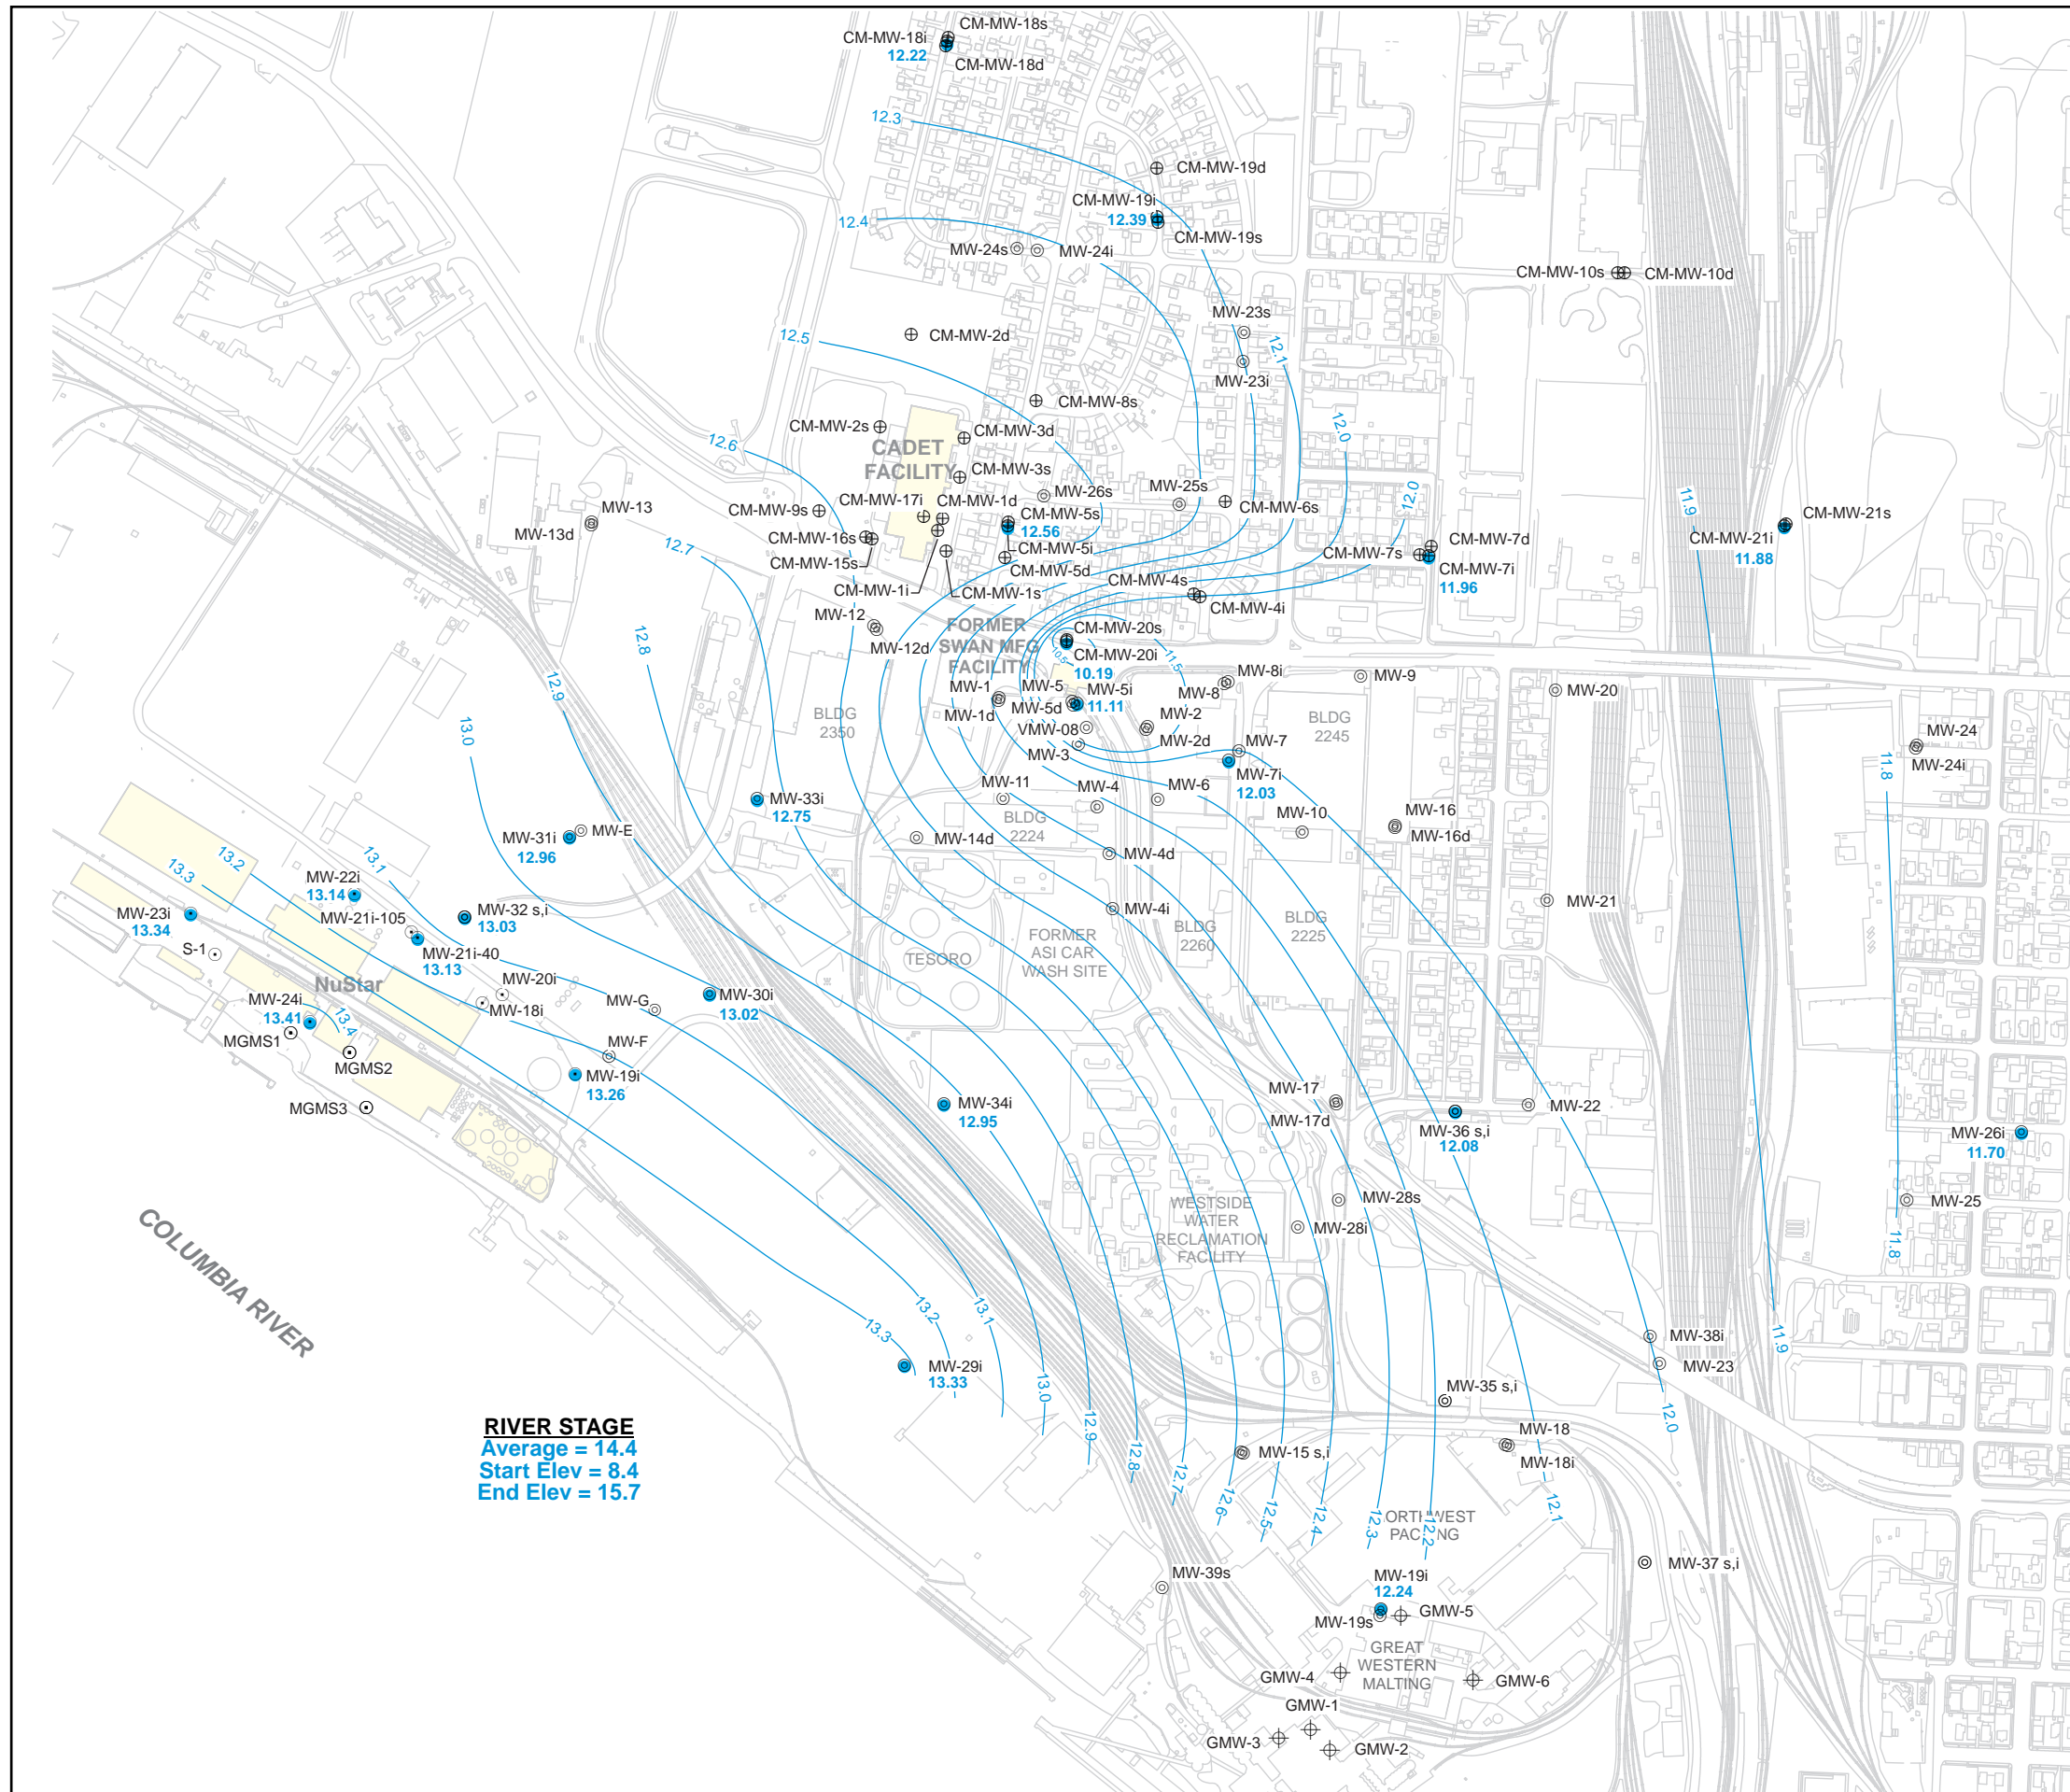 CM-MW-18s
CM-MW-18i
12.22
CM-MW-18d
12.3
CM-MW-19d
CM-MW-19i
12.39
CM-MW-19s
12.4
MW-24s
MW-24i
CM-MW-10s
CM-MW-10d
MW-23s
12.5
CM-MW-2d
12.1
MW-23i
CM-MW-8s
12.0
CM-MW-2s
CADET
FACILITY
CM-MW-3d
12.6
CM-MW-3s
MW-26s
MW-25s
12.0
11.9
CM-MW-17i
CM-MW-1d
CM-MW-6s
MW-13
MW-13d
CM-MW-9s
CM-MW-5s
12.56
CM-MW-21s
CM-MW-21i
11.88
12.7
CM-MW-16s
CM-MW-15s
CM-MW-5i
CM-MW-5d
CM-MW-7d
CM-MW-7s
CM-MW-7i
11.96
CM-MW-1i
CM-MW-1s
CM-MW-4s
CM-MW-4i
12.8
MW-12
MW-12d
FORMER
SWAN MFG
FACILITY
CM-MW-20s
CM-MW-20i
10.5
10.19
11.5
12.9
MW-1
MW-1d
MW-5
MW-5d
MW-5i
11.11
MW-8i
MW-8
MW-9
MW-20
BLDG
2350
VMW-08
MW-3
MW-2
MW-2d
BLDG
2245
13.0
MW-7
MW-7i
12.03
MW-24
MW-24i
11.8
MW-33i
12.75
MW-11
MW-4
MW-6
MW-10
MW-16
MW-16d
BLDG
2224
MW-31i
12.96
MW-E
MW-14d
MW-4d
13.3
13.2
13.1
MW-22i
13.14
MW-23i
13.34
MW-21i-105
MW-32 s,i
13.03
MW-4i
MW-21
S-1
MW-21i-40
13.13
TESORO
FORMER
ASI CAR
WASH SITE
BLDG
2260
BLDG
2225
NuStar
MW-20i
MW-18i
MW-24i
13.41
13.4
MW-G
MW-30i
13.02
MGMS1
MGMS2
MW-F
MW-19i
13.26
MGMS3
MW-34i
12.95
MW-17
MW-17d
MW-36 s,i
12.08
MW-22
MW-26i
11.70
COLUMBIA RIVER
WESTSIDE
WATER
RECLAMATION
FACILITY
MW-28s
MW-28i
MW-25
11.8
13.3
13.2
13.1
MW-29i
13.33
13.0
12.9
12.8
12.7
12.6
12.5
12.4
12.3
12.2
12.1
12.0
11.9
MW-38i
MW-23
MW-35 s,i
MW-18
MW-18i
MW-15 s,i
RIVER STAGE
Average = 14.4
Start Elev = 8.4
End Elev = 15.7
MW-37 s,i
MW-39s
MW-19i
12.24
MW-19s
GMW-5
GREAT
WESTERN
MALTING
GMW-4
GMW-6
GMW-1
GMW-3
GMW-2